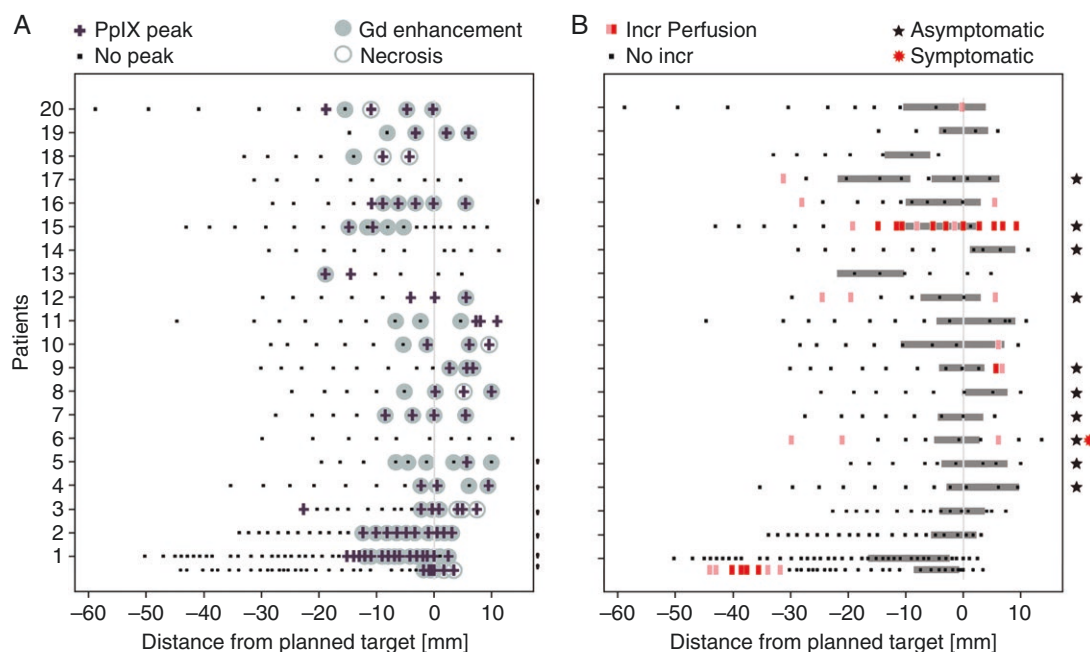 A
PpIX peak
Gd enhancement
No peak
Necrosis
Patients
20
19
18
17
16
15
14
13
12
11
10
9
8
7
6
5
4
3
2
1
−60 −50 −40 −30 −20 −10 0 10
Distance from planned target [mm]
B
Incr Perfusion
Asymptomatic
No incr
Symptomatic
−60 −50 −40 −30 −20 −10 0 10
Distance from planned target [mm]